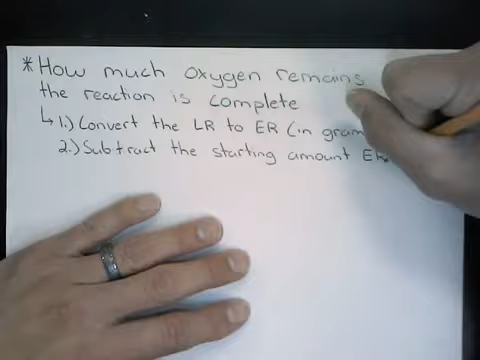 *How much oxygen remains
the reaction is complete
↳ 1.) Convert the LR to ER (in gram
2.) Subtract the starting amount